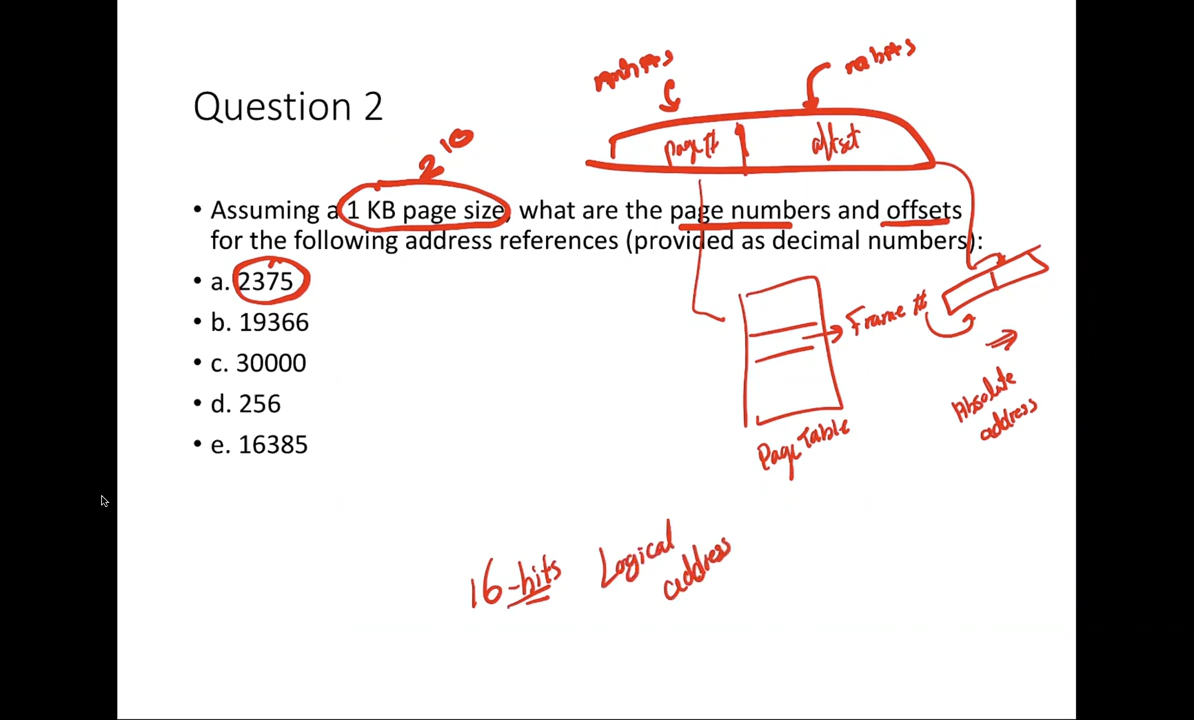 Question 2
2^10
page#
offset
• Assuming a 1 KB page size, what are the page numbers and offsets
for the following address references (provided as decimal numbers):
• a. 2375
• b. 19366
• c. 30000
• d. 256
• e. 16385
Frame #
Page Table
Absolute
address
16-bits Logical
address